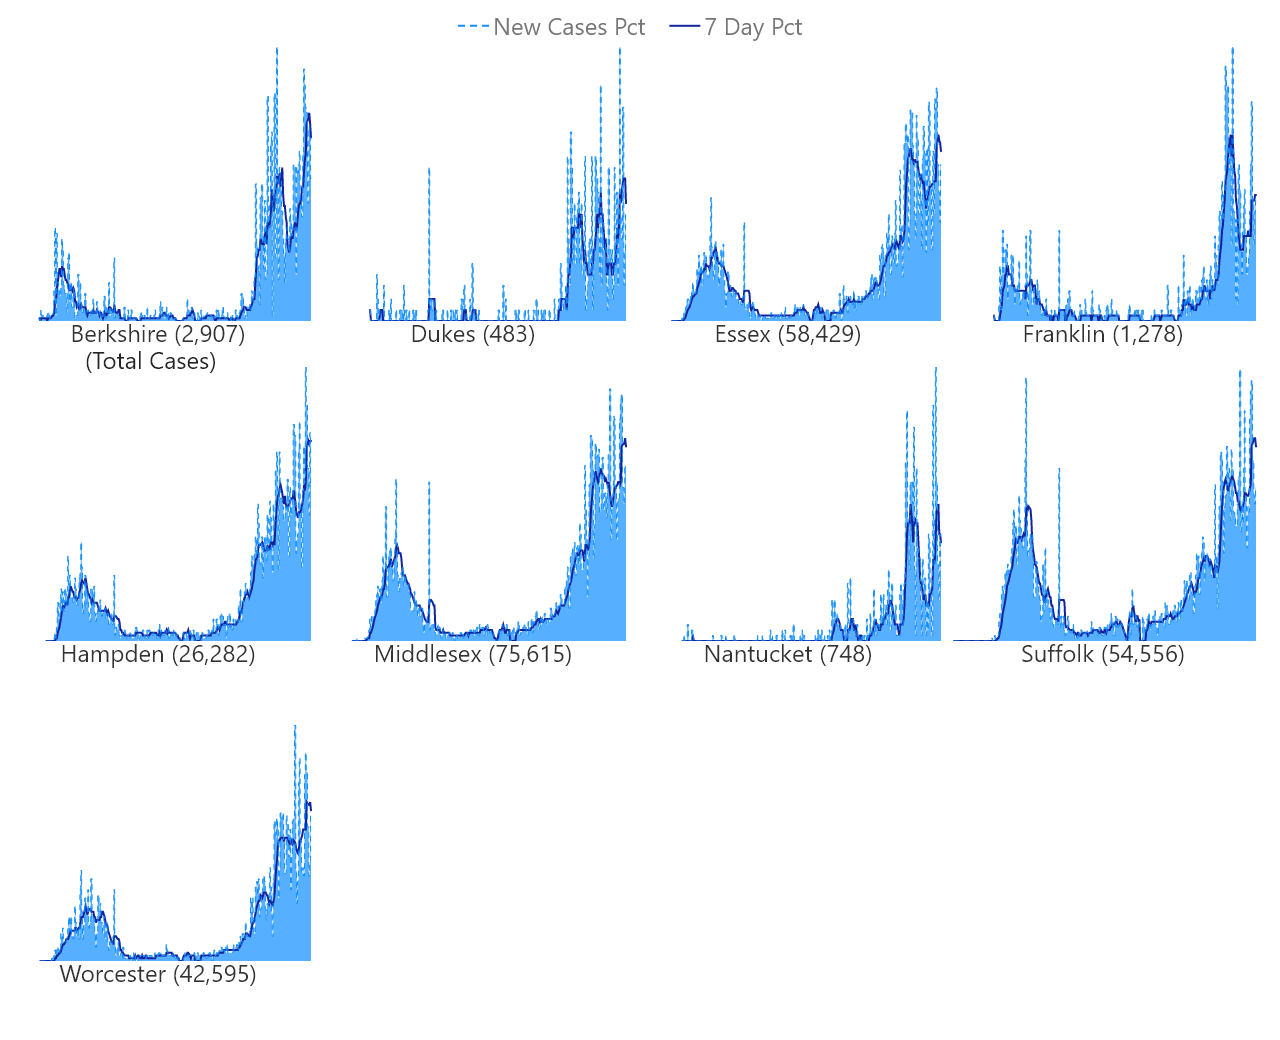 New Cases Pct 7 Day Pct
Berkshire (2,907)
(Total Cases)
Dukes (483)
Essex (58,429)
Franklin (1,278)
Hampden (26,282)
Middlesex (75,615)
Nantucket (748)
Suffolk (54,556)
Worcester (42,595)